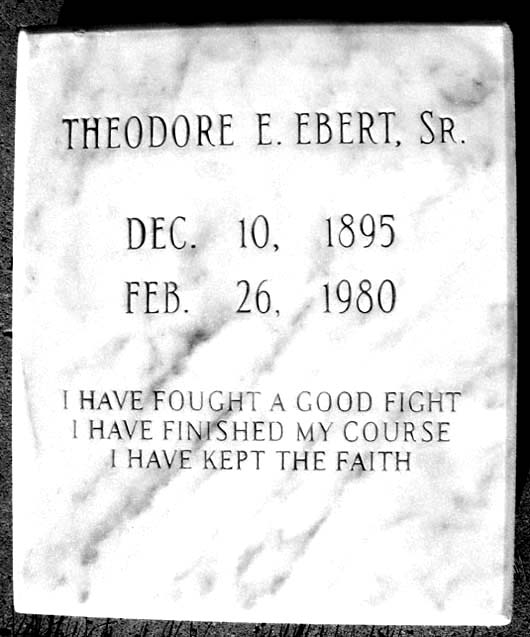 THEODORE E. EBERT, SR.
DEC. 10, 1895
FEB. 26, 1980
I HAVE FOUGHT A GOOD FIGHT
I HAVE FINISHED MY COURSE
I HAVE KEPT THE FAITH